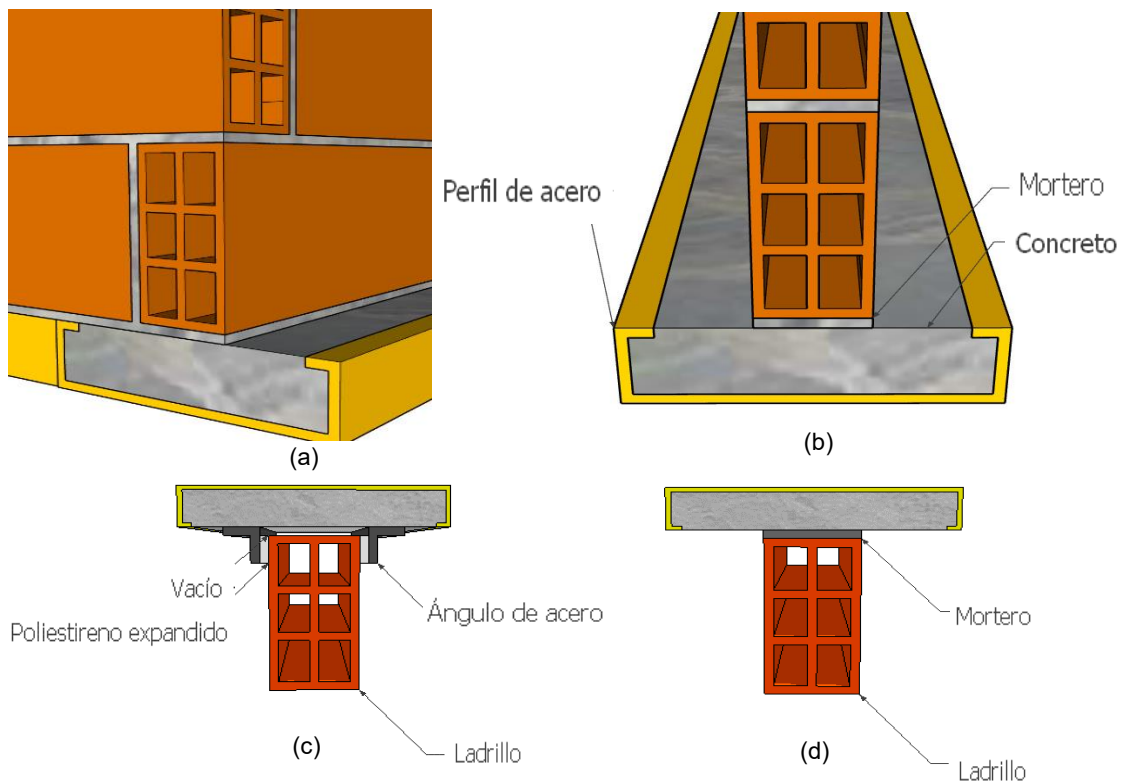 Perfil de acero
Mortero
Concreto
(a)
(b)
Vacío
Poliestireno expandido
Ángulo de acero
Ladrillo
(c)
Mortero
Ladrillo
(d)